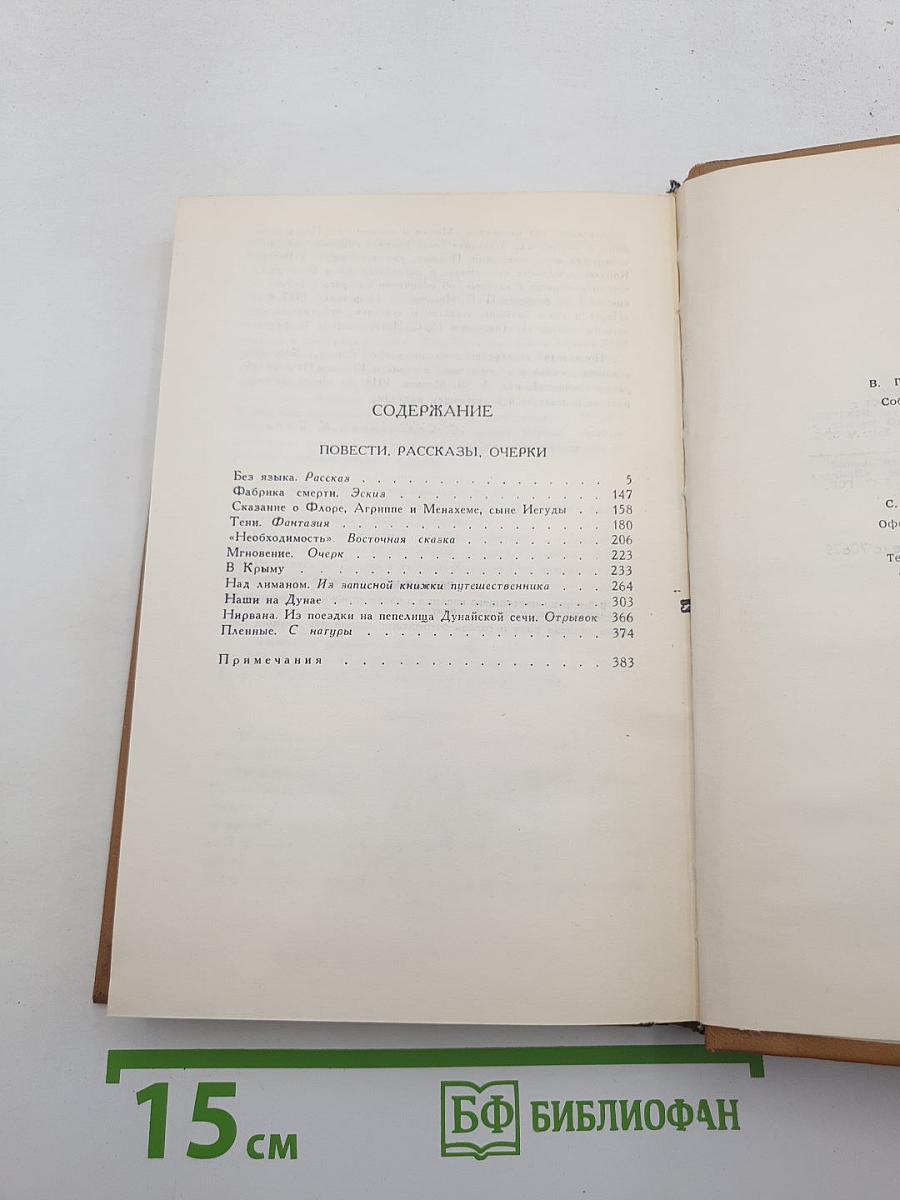 СОДЕРЖАНИЕ
ПОВЕСТИ, РАССКАЗЫ, ОЧЕРКИ
Без языка. Рассказ . . . . . . . . . . . . . . . . . 5
Фабрика смерти. Эскиз . . . . . . . . . . . . . . 147
Сказание о Флоре, Агриппе и Менахеме, сыне Иегуды . . 158
Тени. Фантазия . . . . . . . . . . . . . . . . . 180
«Необходимость». Восточная сказка . . . . . . . . . 206
Мгновение. Очерк . . . . . . . . . . . . . . . . 223
В Крыму . . . . . . . . . . . . . . . . . . . 233
Над лиманом. Из записной книжки путешественника . . . 264
Наши на Дунае . . . . . . . . . . . . . . . . . 303
Нирвана. Из поездки на пепелища Дунайской сечи. Отрывок 366
Пленные. С натуры . . . . . . . . . . . . . . . 374
Примечания . . . . . . . . . . . . . . . . 383
В. Г
Соб
С.
Офо
Те
15 см
БФ БИБЛИОФАН